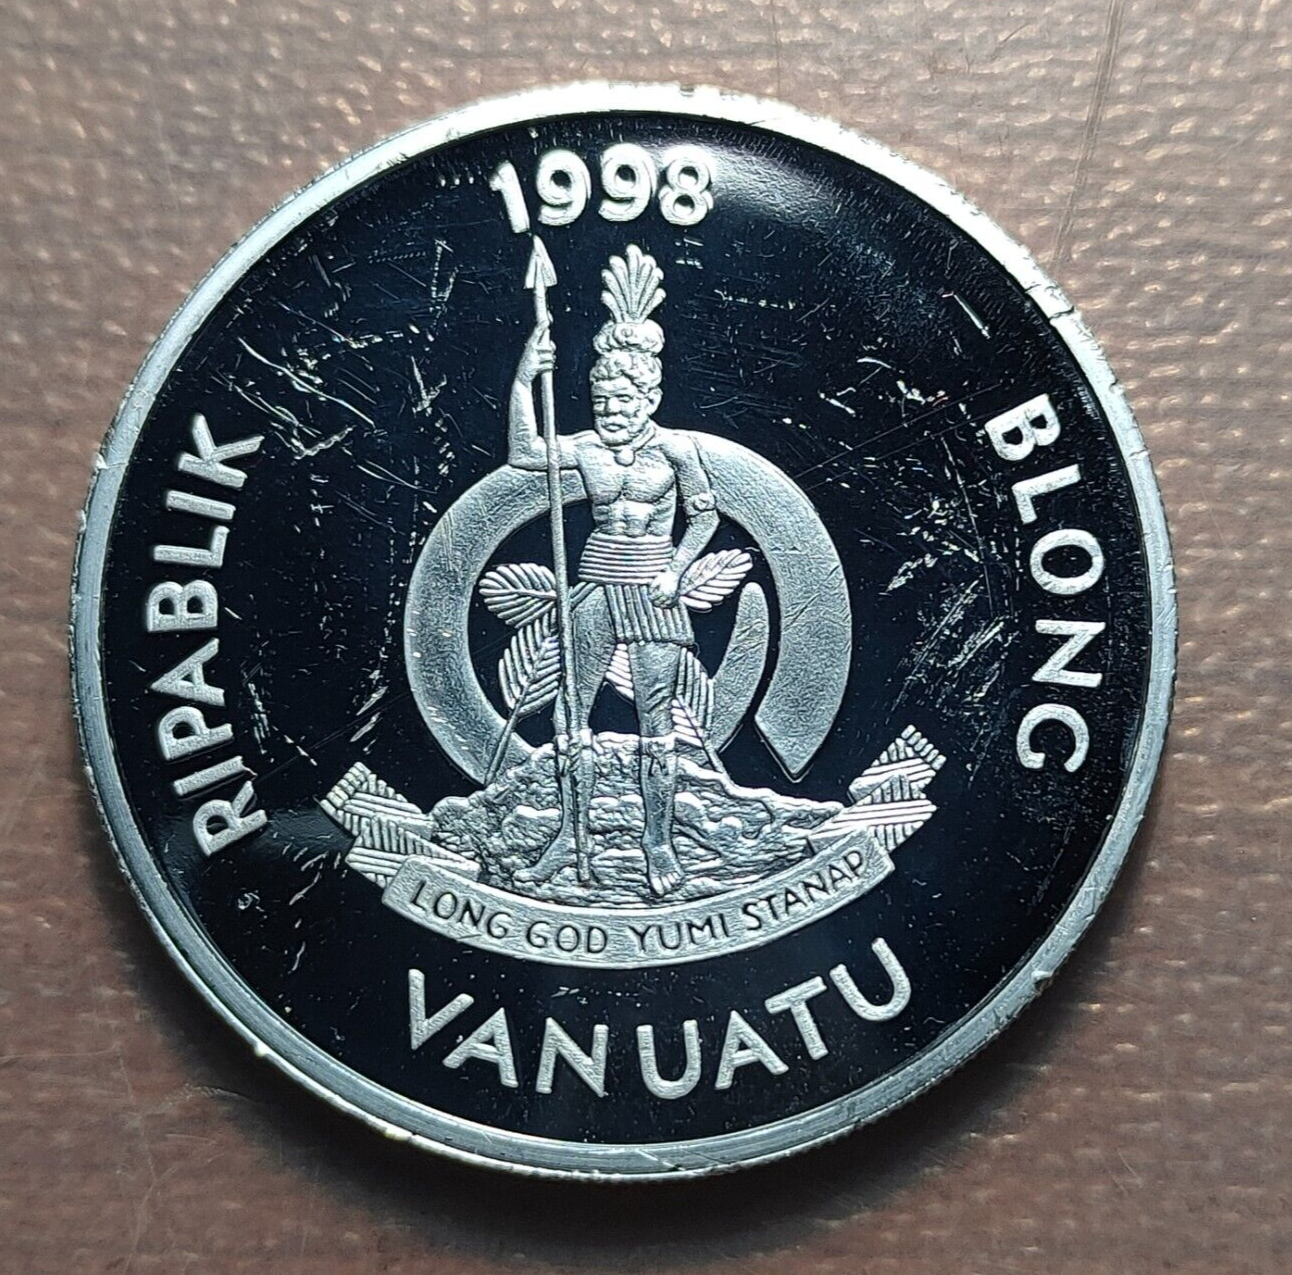 1998
RIPABLIK
BLONG
VANUATU
LONG GOD YUMI STANAP